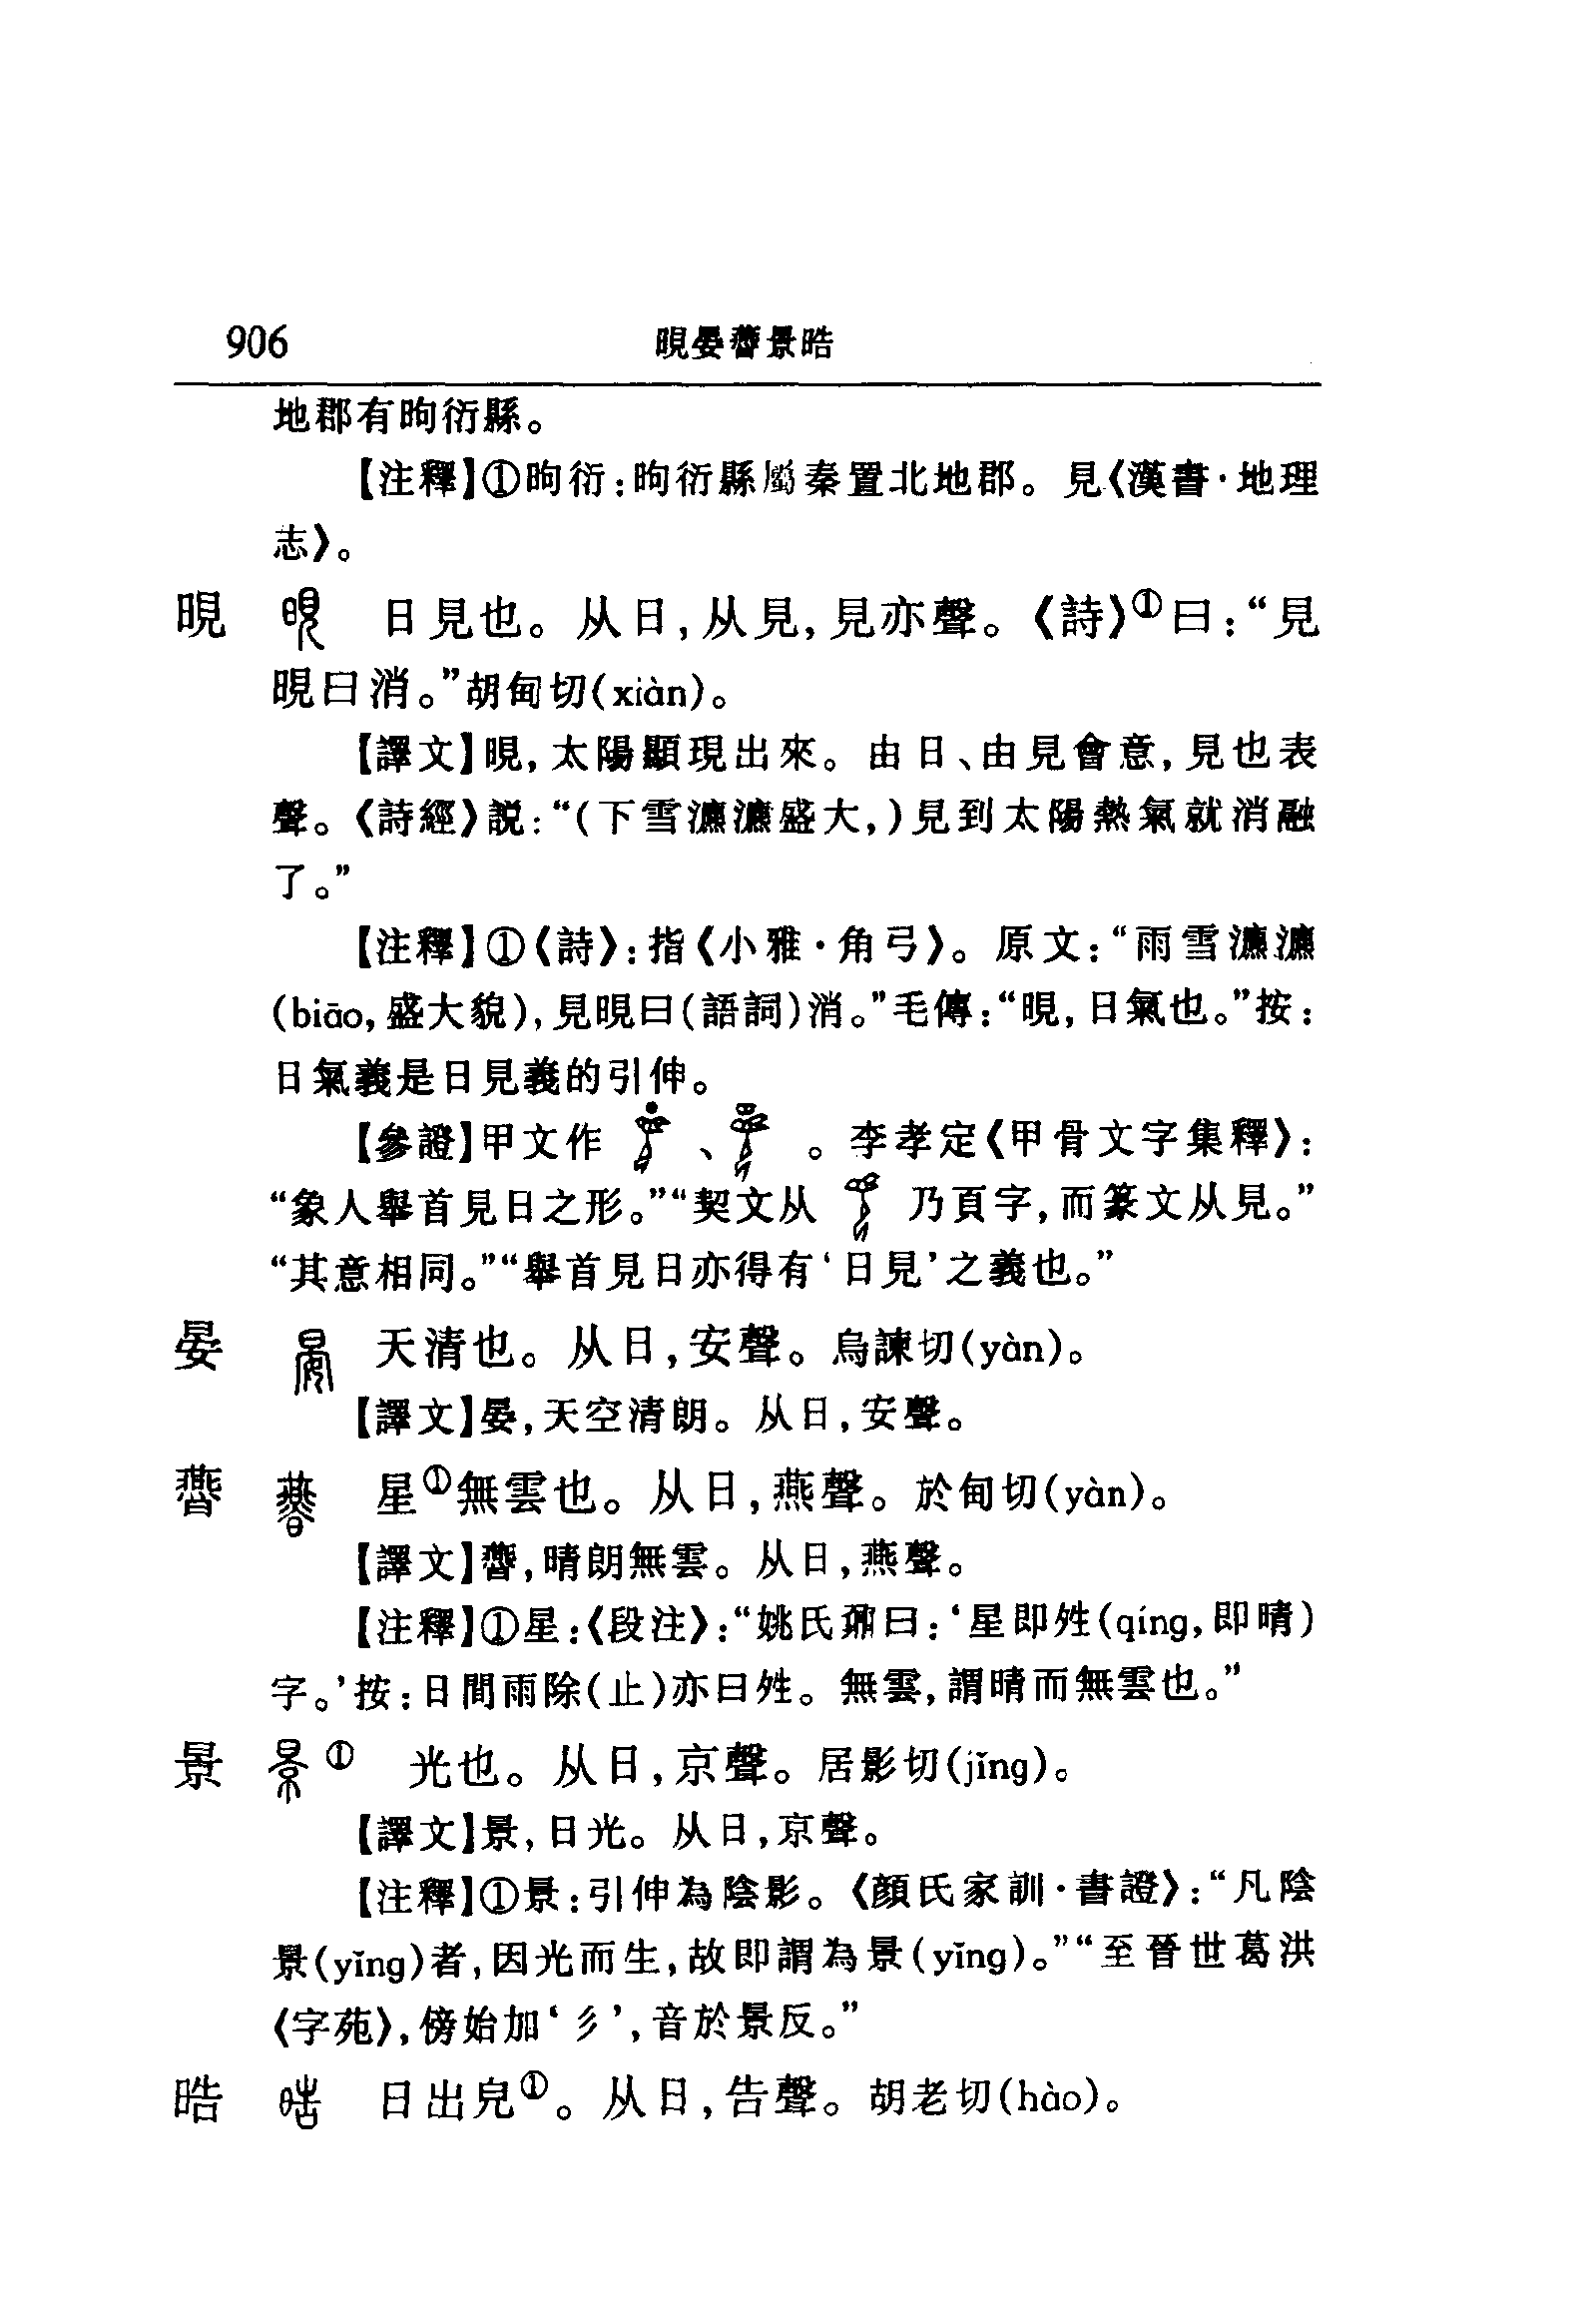 906 晛晏㬫景晧
地郡有昫衍縣。
【注釋】①昫衍:昫衍縣屬秦置北地郡。見《漢書·地理
志》。
晛 日見也。从日,从見,見亦聲。《詩》①曰:“見
晛曰消。”胡甸切(xiàn)。
【譯文】晛,太陽顯現出來。由日、由見會意,見也表
聲。《詩經》説:“(下雪瀌瀌盛大,)見到太陽熱氣就消融
了。”
【注釋】①《詩》:指《小雅·角弓》。原文:“雨雪瀌瀌
(biāo,盛大貌),見晛曰(語詞)消。”毛傳:“晛,日氣也。”按:
日氣義是日見義的引伸。
【參證】甲文作 、 。李孝定《甲骨文字集釋》:
“象人舉首見日之形。”“契文从 乃頁字,而篆文从見。”
“其意相同。”“舉首見日亦得有‘日見’之義也。”
晏 天清也。从日,安聲。烏諫切(yàn)。
【譯文】晏,天空清朗。从日,安聲。
㬫 星①無雲也。从日,燕聲。於甸切(yàn)。
【譯文】㬫,晴朗無雲。从日,燕聲。
【注釋】①星:《段注》:“姚氏鼐曰:‘星即夝(qíng,即晴)
字。’按:日間雨除(止)亦曰夝。無雲,謂晴而無雲也。”
景 ① 光也。从日,京聲。居影切(jǐng)。
【譯文】景,日光。从日,京聲。
【注釋】①景:引伸為陰影。《顏氏家訓·書證》:“凡陰
景(yǐng)者,因光而生,故即謂為景(yǐng)。”“至晉世葛洪
《字苑》,傍始加‘彡’,音於景反。”
晧 日出皃①。从日,告聲。胡老切(hào)。